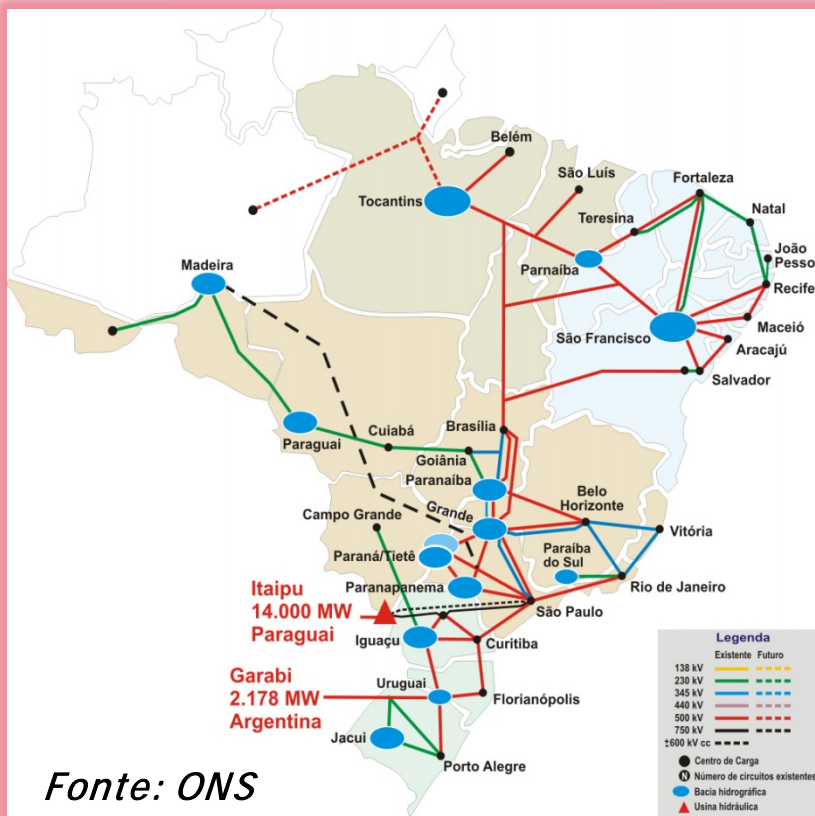 Belém
São Luís
Fortaleza
Tocantins
Teresina
Natal
João
Pesso
Parnaíba
Recife
Madeira
São Francisco
Maceió
Aracajú
Salvador
Brasília
Cuiabá
Paraguai
Goiânia
Paranaíba
Belo
Horizonte
Grande
Campo Grande
Vitória
Paraíba
do Sul
Paraná/Tietê
Paranapanema
Rio de Janeiro
São Paulo
Itaipu
14.000 MW
Paraguai
Iguaçu
Curitiba
Garabi
2.178 MW
Argentina
Uruguai
Florianópolis
Jacui
Porto Alegre
Legenda
Existente Futuro
138 kV
230 kV
345 kV
440 kV
500 kV
750 kV
±600 kV cc
Centro de Carga
N Número de circuitos existentes
Bacia hidrográfica
Usina hidráulica
Fonte: ONS